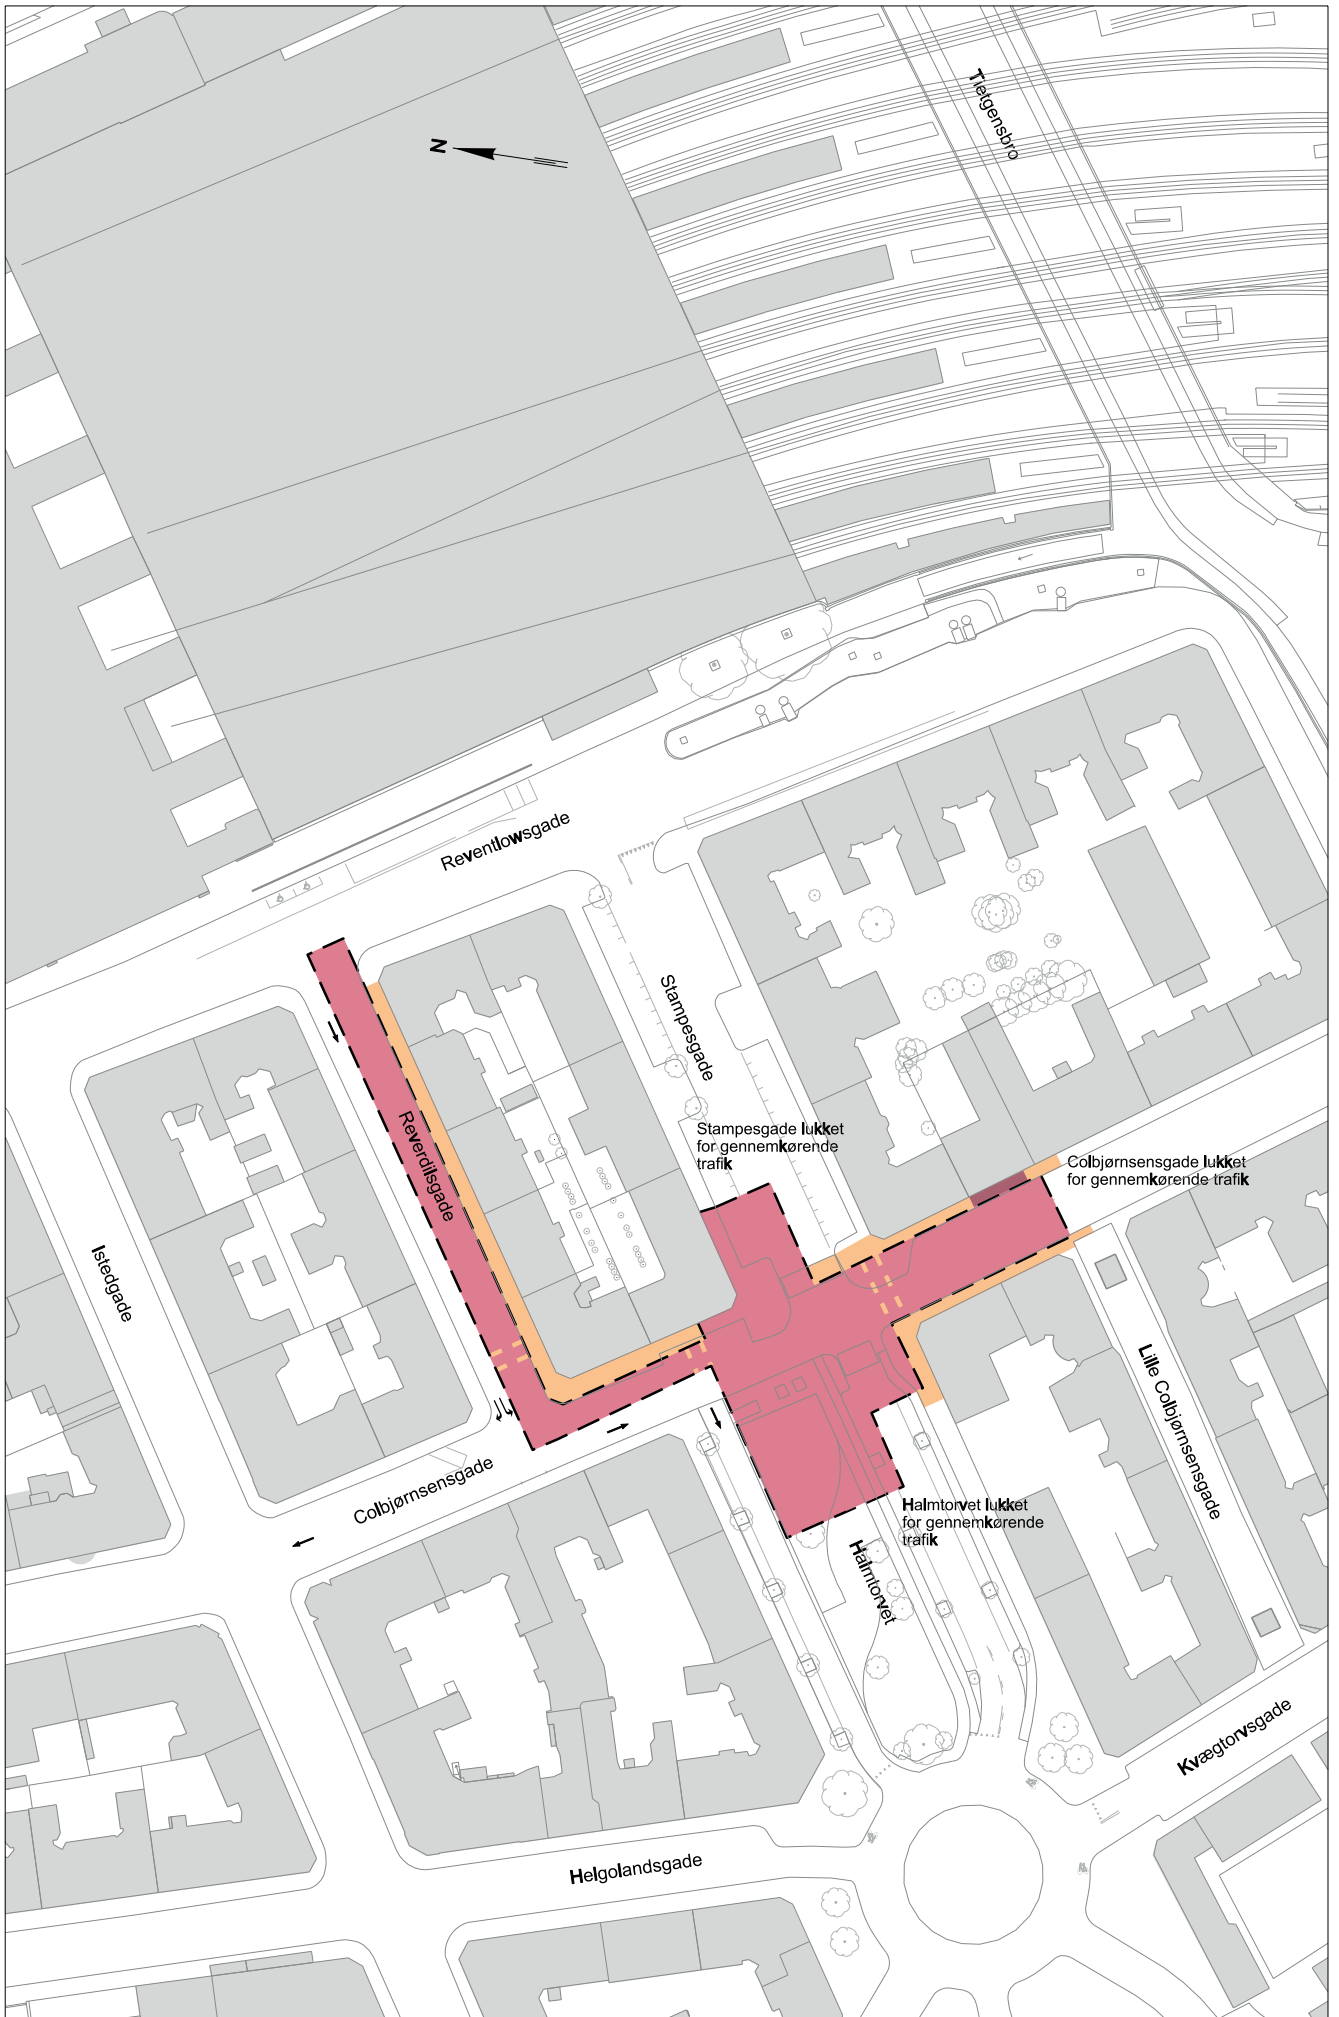 Tietgensbro
N
Reventlowsgade
Stampesgade
Reverdilsgade
Stampesgade lukket
for gennemkørende
trafik
Colbjørnsensgade lukket
for gennemkørende trafik
Istedgade
Lille Colbjørnsensgade
Colbjørnsensgade
Halmtorvet lukket
for gennemkørende
trafik
Halmtorvet
Kvægtorvsgade
Helgolandsgade